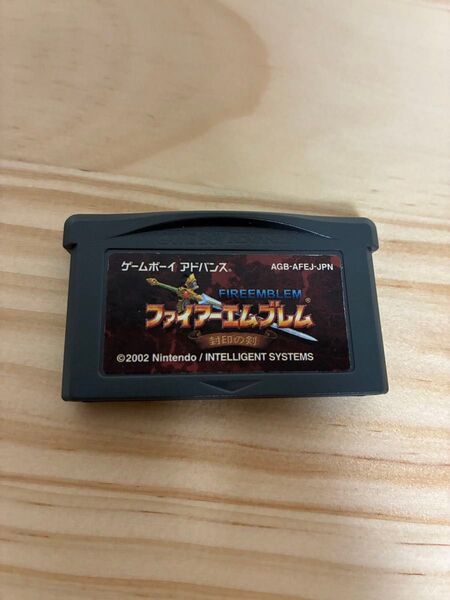 ゲームボーイ アドバンス® AGB-AFEJ-JPN
FIREEMBLEM
ファイアーエムブレム®
封印の剣
©2002 Nintendo / INTELLIGENT SYSTEMS